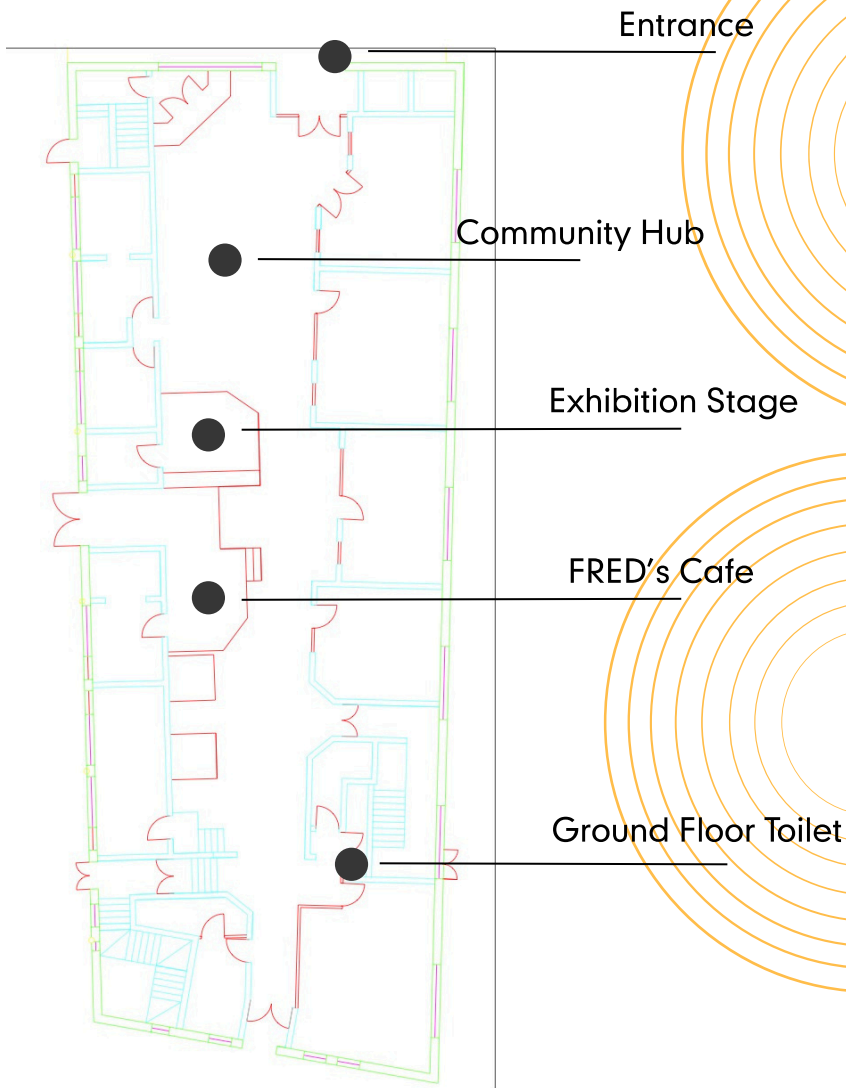 Entrance
Community Hub
Exhibition Stage
FRED's Cafe
Ground Floor Toilet